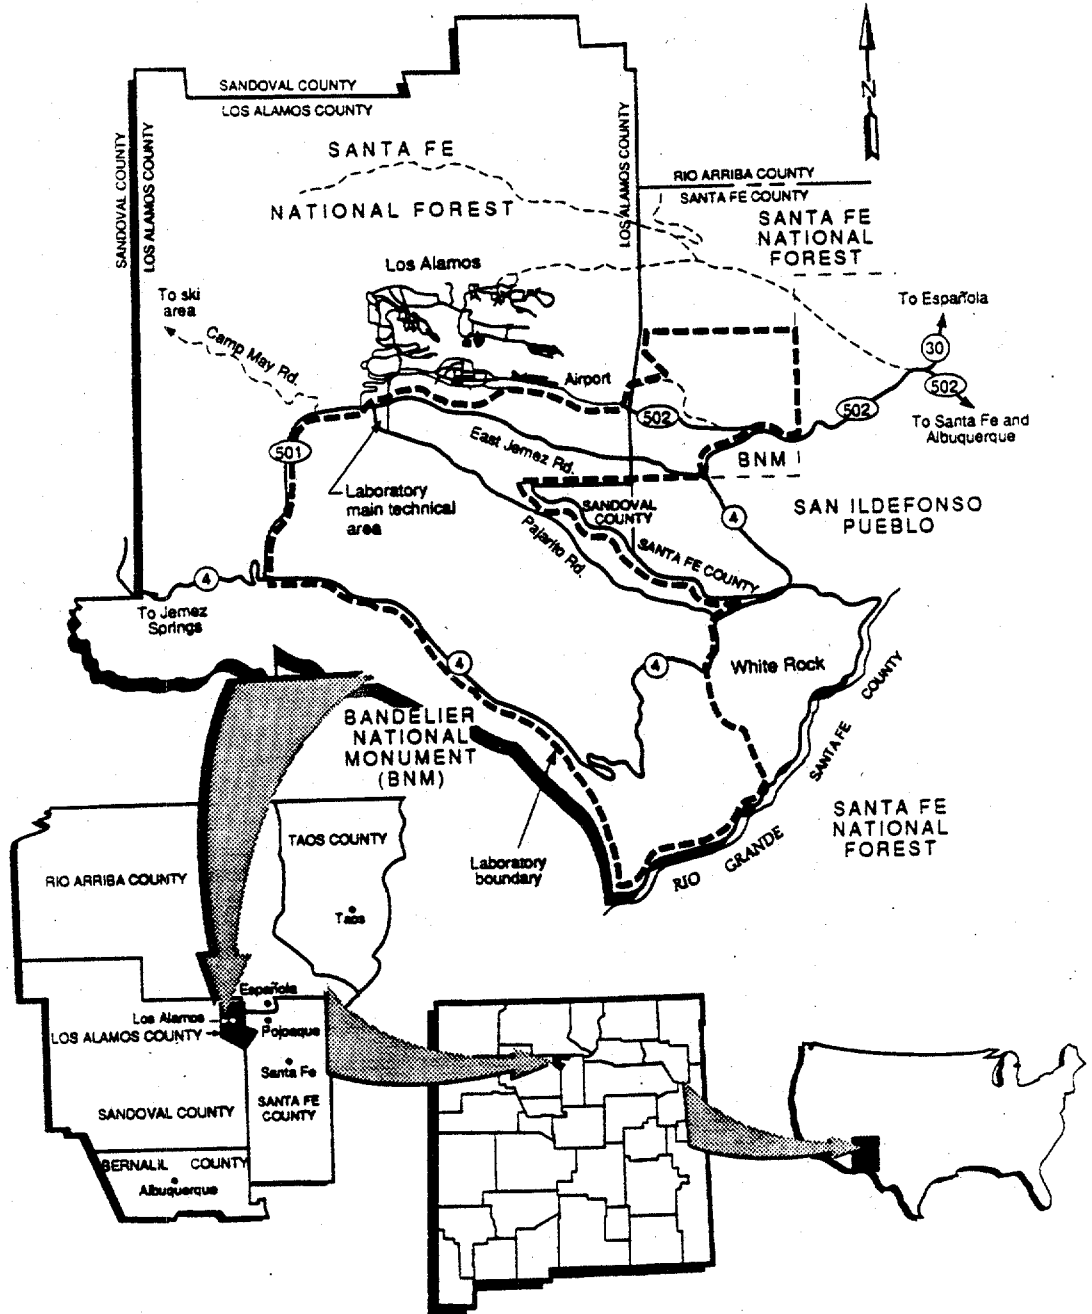 SANDOVAL COUNTY
LOS ALAMOS COUNTY
N
SANDOVAL COUNTY
LOS ALAMOS COUNTY
SANTA FE
NATIONAL FOREST
LOS ALAMOS COUNTY
RIO ARRIBA COUNTY
SANTA FE COUNTY
SANTA FE
NATIONAL
FOREST
Los Alamos
To ski
area
Camp May Rd.
To Española
30
502
To Santa Fe and
Albuquerque
Airport
502
502
501
East Jemez Rd.
BNM
Laboratory
main technical
area
SANDOVAL
COUNTY
SANTA FE COUNTY
Pajarito Rd.
4
SAN ILDEFONSO
PUEBLO
4
To Jemez
Springs
4
4
White Rock
SANTA FE COUNTY
BANDELIER
NATIONAL
MONUMENT
(BNM)
Laboratory
boundary
RIO GRANDE
SANTA FE
NATIONAL
FOREST
TAOS COUNTY
RIO ARRIBA COUNTY
Taos
Española
Los Alamos
LOS ALAMOS COUNTY
Pojoaque
Santa Fe
SANDOVAL COUNTY
SANTA FE
COUNTY
BERNALIL COUNTY
Albuquerque